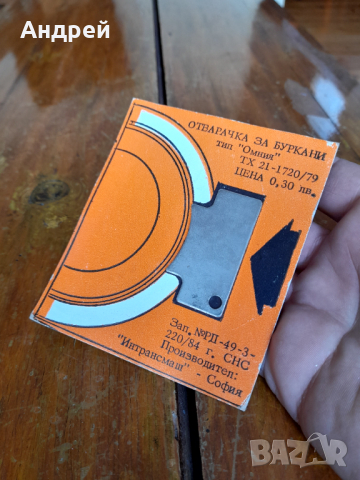 Андрей
ОТВАРАЧКА ЗА БУРКАНИ
тип "Омния"
ТХ 21-1720/79
ЦЕНА 0,30 лв.
Зап. №РД-49-3-
220/84 г. СНС
Производител:
"Интрансмаш" - София
BAZAR